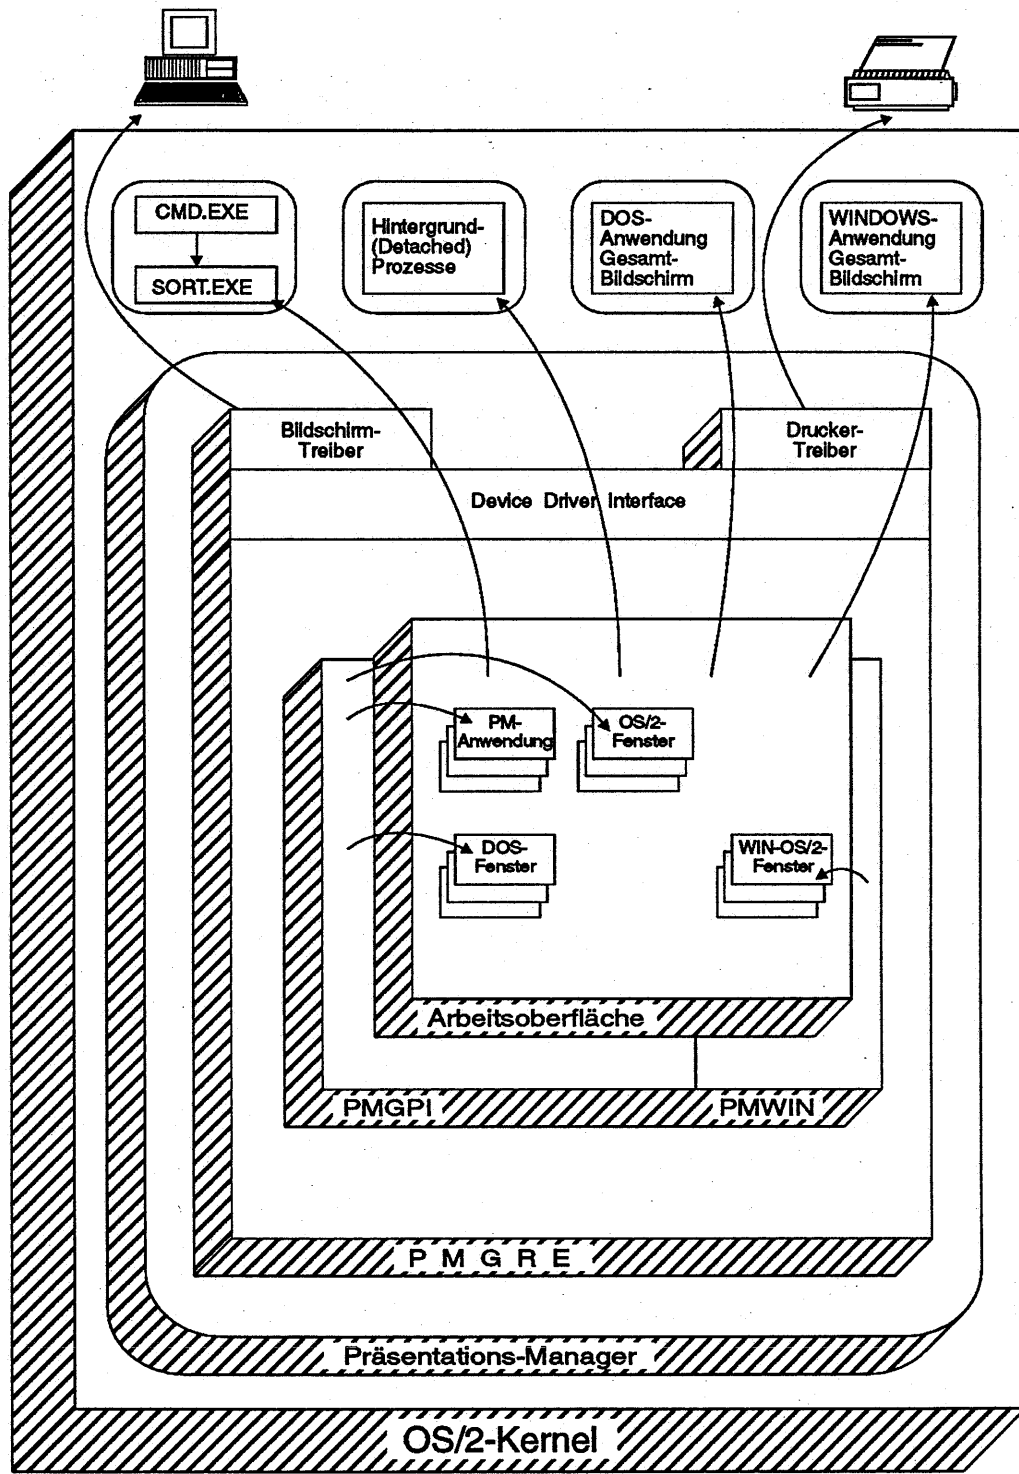 CMD.EXE
SORT.EXE
Hintergrund-
(Detached)
Prozesse
DOS-
Anwendung
Gesamt-
Bildschirm
WINDOWS-
Anwendung
Gesamt-
Bildschirm
Bildschirm-
Treiber
Drucker-
Treiber
Device Driver Interface
PM-
Anwendung
OS/2-
Fenster
DOS-
Fenster
WIN-OS/2-
Fenster
Arbeitsoberfläche
PMGPI
PMWIN
P M G R E
Präsentations-Manager
OS/2-Kernel